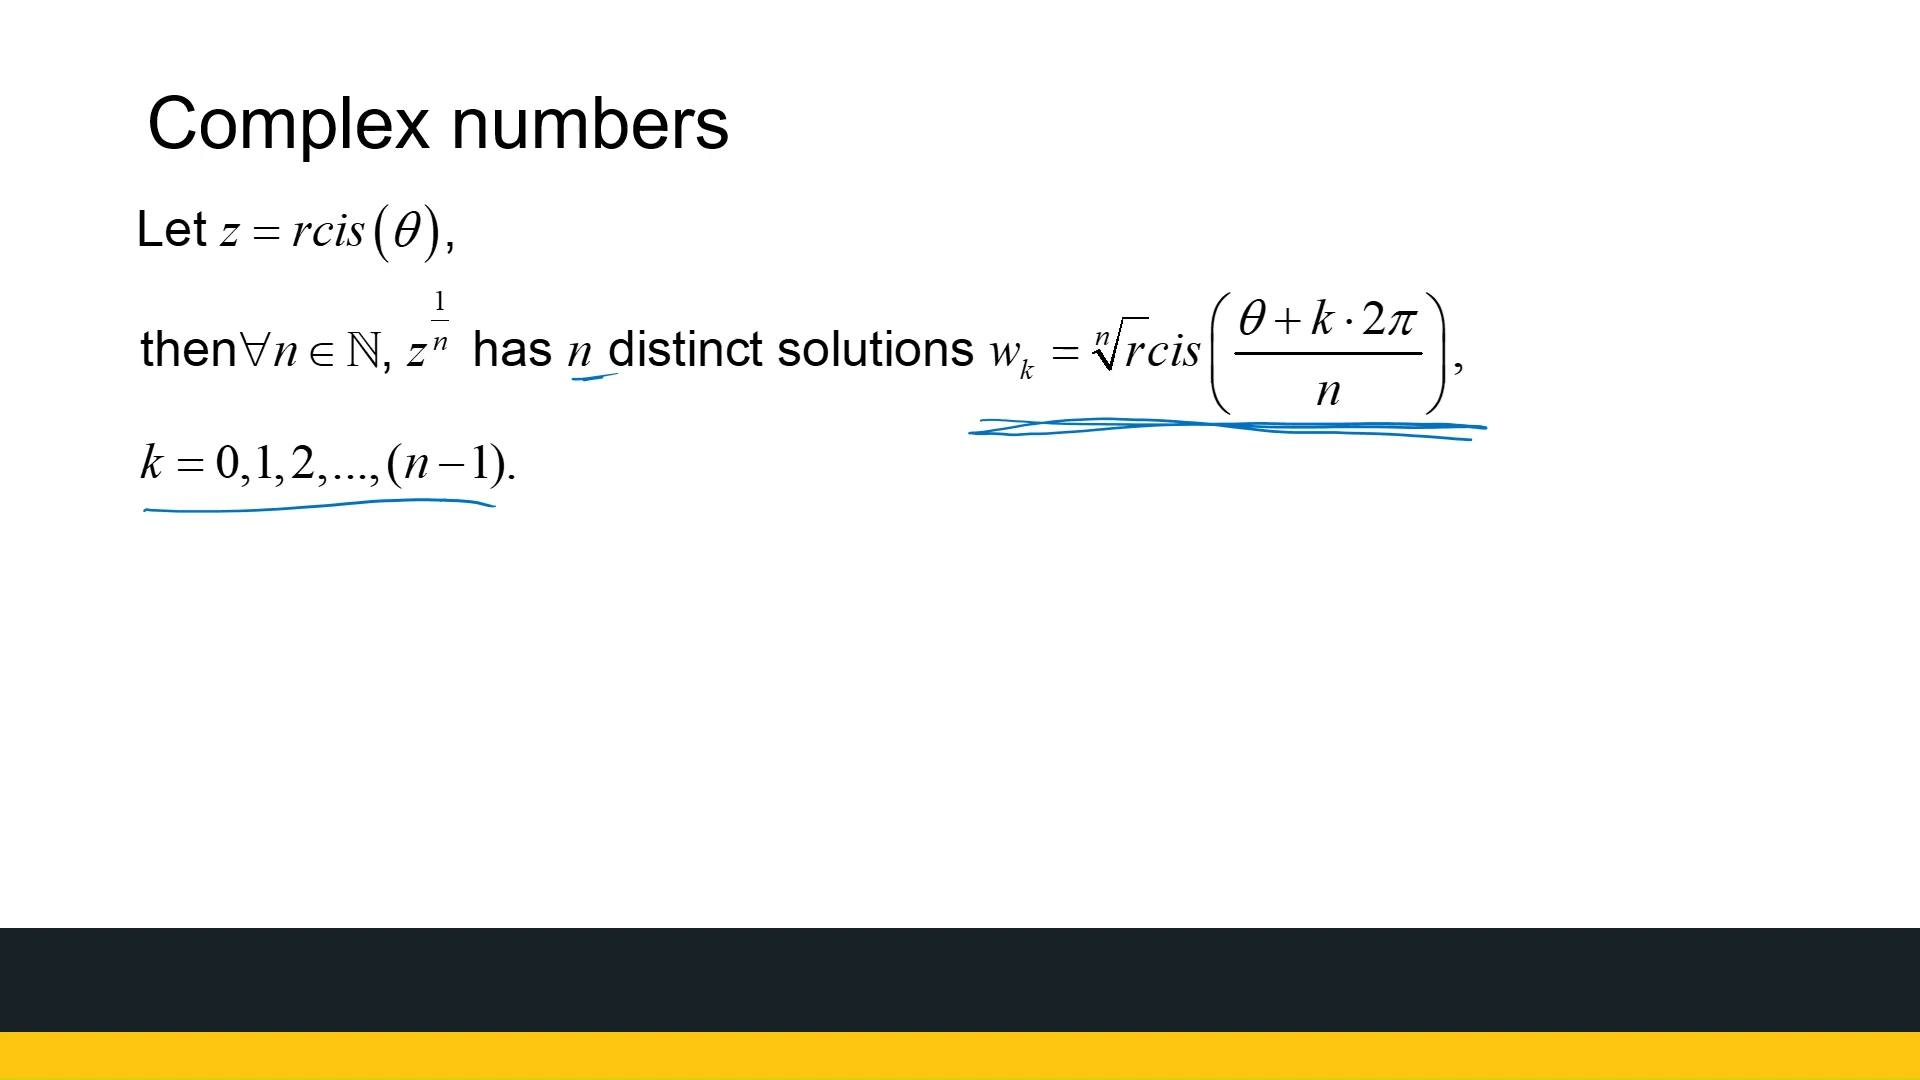 Complex numbers
Let z = rcis(θ),
then∀n ∈ ℕ, z^(1/n) has n distinct solutions w_k = ⁿ√r cis((θ + k · 2π)/n),
k = 0,1,2,...,(n−1).